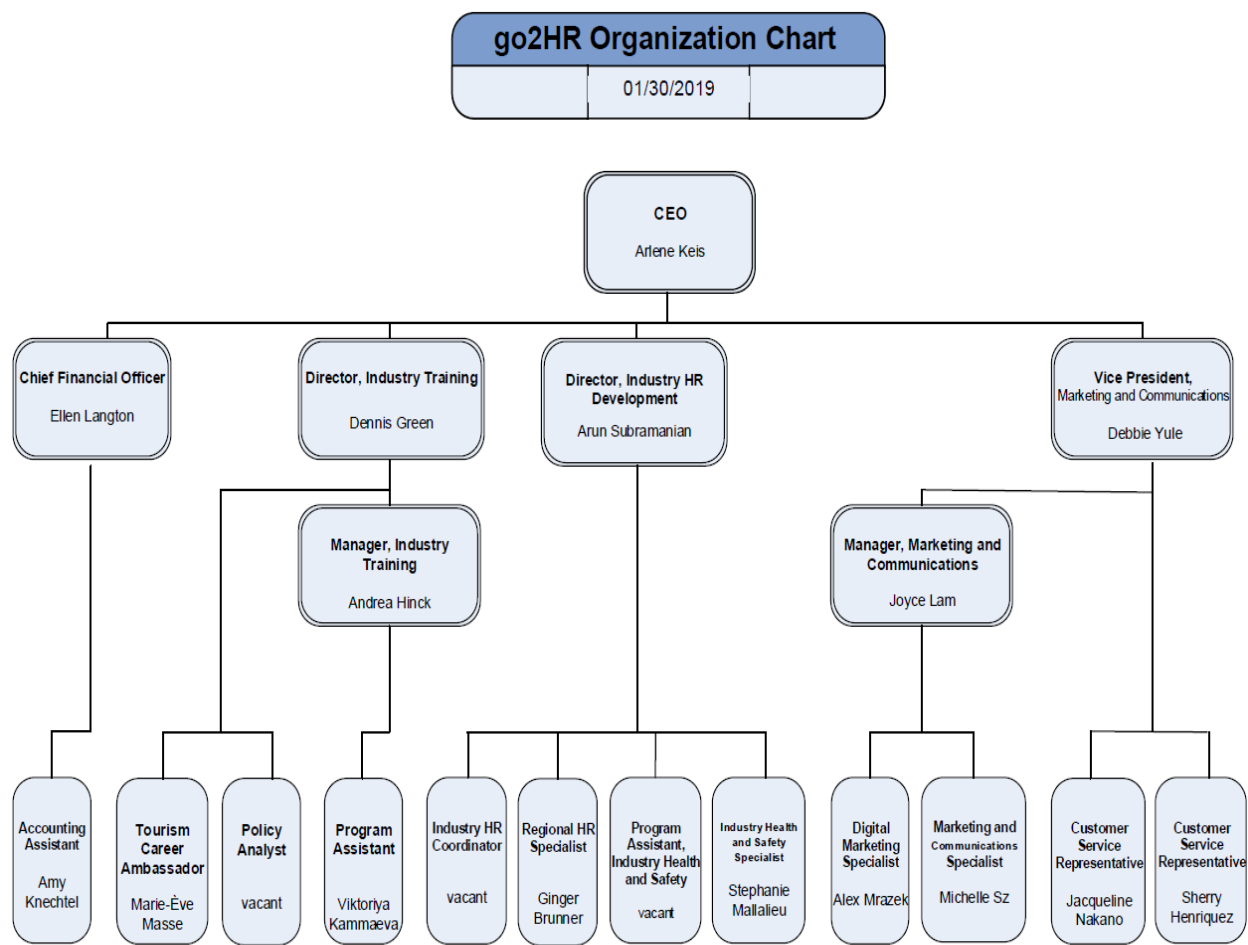 go2HR Organization Chart
01/30/2019
CEO
Arlene Keis
Chief Financial Officer
Ellen Langton
Director, Industry Training
Dennis Green
Director, Industry HR
Development
Arun Subramanian
Vice President,
Marketing and Communications
Debbie Yule
Manager, Industry
Training
Andrea Hinck
Manager, Marketing and
Communications
Joyce Lam
Accounting
Assistant
Amy
Knechtel
Tourism
Career
Ambassador
Marie-Ève
Masse
Policy
Analyst
vacant
Program
Assistant
Viktoriya
Kammaeva
Industry HR
Coordinator
vacant
Regional HR
Specialist
Ginger
Brunner
Program
Assistant,
Industry Health
and Safety
vacant
Industry Health
and Safety
Specialist
Stephanie
Mallalieu
Digital
Marketing
Specialist
Alex Mrazek
Marketing and
Communications
Specialist
Michelle Sz
Customer
Service
Representative
Jacqueline
Nakano
Customer
Service
Representative
Sherry
Henriquez